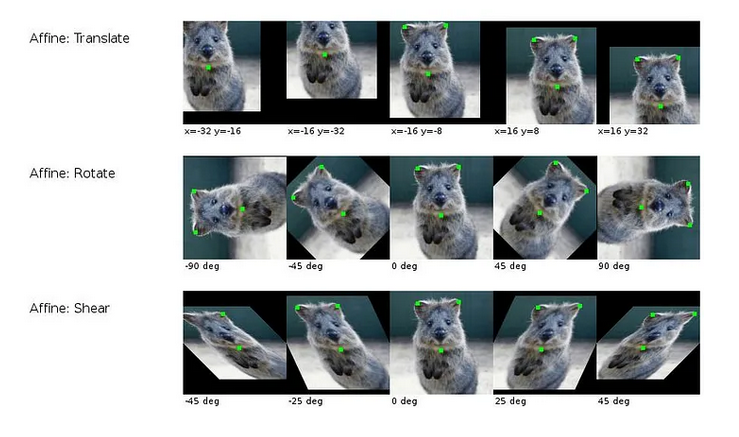 Affine: Translate
x=-32 y=-16
x=-16 y=-32
x=-16 y=-8
x=16 y=8
x=16 y=32
Affine: Rotate
-90 deg
-45 deg
0 deg
45 deg
90 deg
Affine: Shear
-45 deg
-25 deg
0 deg
25 deg
45 deg